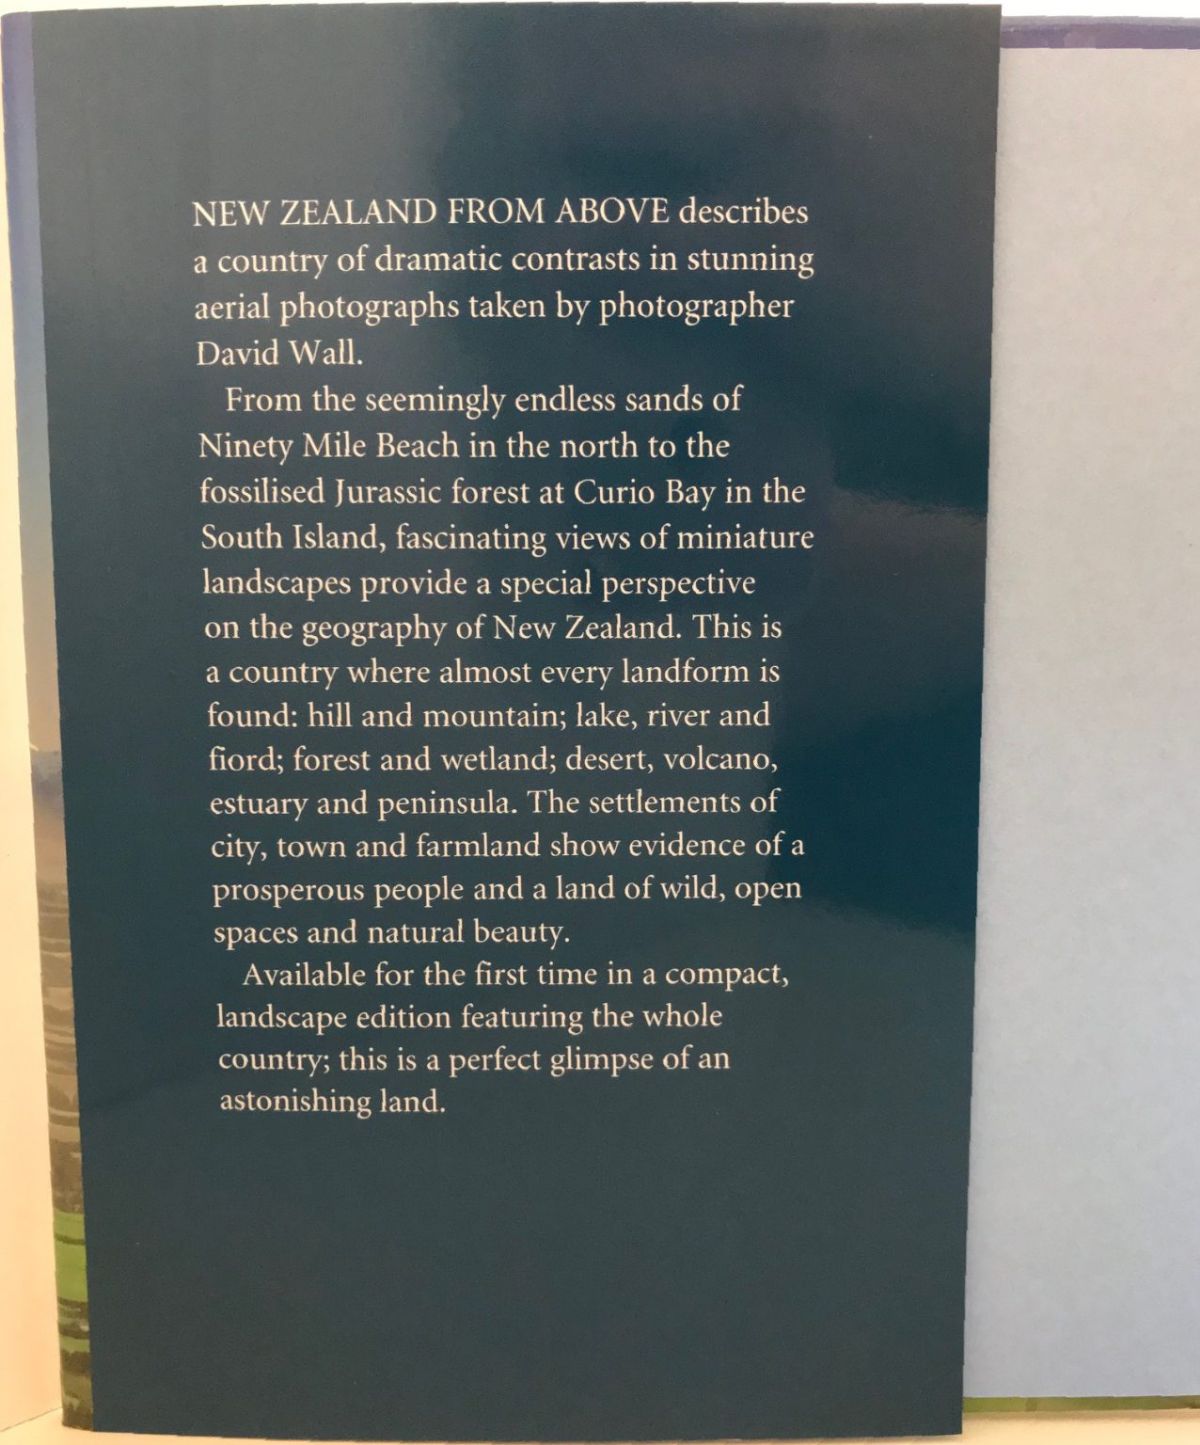 NEW ZEALAND FROM ABOVE describes
a country of dramatic contrasts in stunning
aerial photographs taken by photographer
David Wall.
From the seemingly endless sands of
Ninety Mile Beach in the north to the
fossilised Jurassic forest at Curio Bay in the
South Island, fascinating views of miniature
landscapes provide a special perspective
on the geography of New Zealand. This is
a country where almost every landform is
found: hill and mountain; lake, river and
fiord; forest and wetland; desert, volcano,
estuary and peninsula. The settlements of
city, town and farmland show evidence of a
prosperous people and a land of wild, open
spaces and natural beauty.
Available for the first time in a compact,
landscape edition featuring the whole
country; this is a perfect glimpse of an
astonishing land.